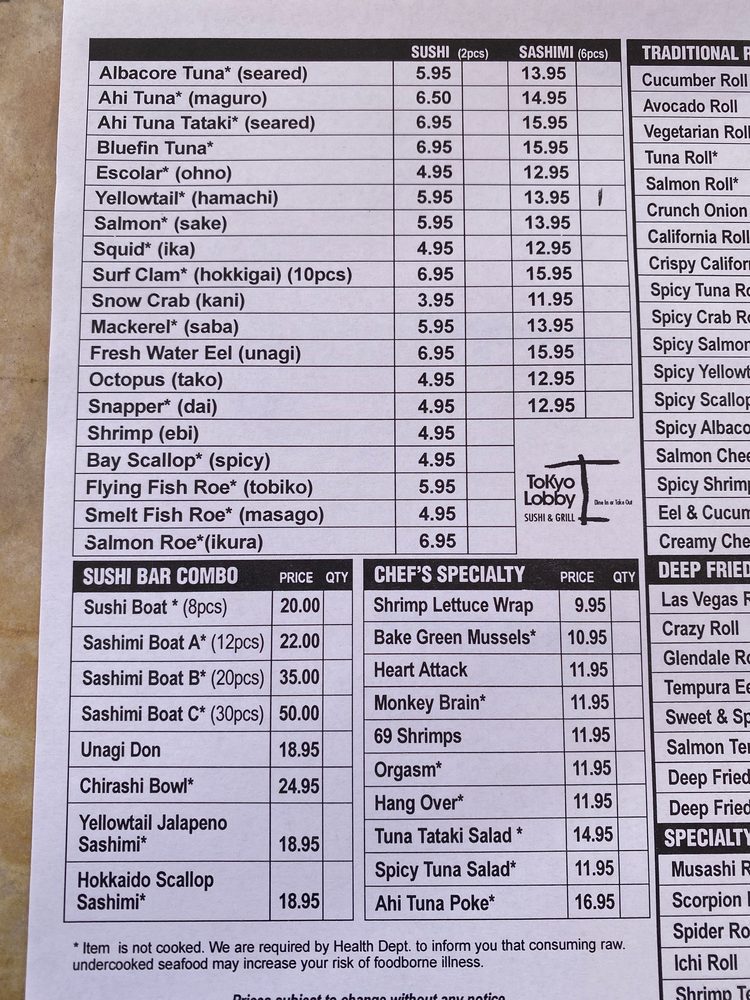 SUSHI (2pcs) SASHIMI (6pcs)
Albacore Tuna* (seared) 5.95 13.95
Ahi Tuna* (maguro) 6.50 14.95
Ahi Tuna Tataki* (seared) 6.95 15.95
Bluefin Tuna* 6.95 15.95
Escolar* (ohno) 4.95 12.95
Yellowtail* (hamachi) 5.95 13.95
Salmon* (sake) 5.95 13.95
Squid* (ika) 4.95 12.95
Surf Clam* (hokkigai) (10pcs) 6.95 15.95
Snow Crab (kani) 3.95 11.95
Mackerel* (saba) 5.95 13.95
Fresh Water Eel (unagi) 6.95 15.95
Octopus (tako) 4.95 12.95
Snapper* (dai) 4.95 12.95
Shrimp (ebi) 4.95
Bay Scallop* (spicy) 4.95
Flying Fish Roe* (tobiko) 5.95
Smelt Fish Roe* (masago) 4.95
Salmon Roe*(ikura) 6.95
ToKyo
Lobby
Dine In or Take Out
SUSHI & GRILL
SUSHI BAR COMBO PRICE QTY
Sushi Boat * (8pcs) 20.00
Sashimi Boat A* (12pcs) 22.00
Sashimi Boat B* (20pcs) 35.00
Sashimi Boat C* (30pcs) 50.00
Unagi Don 18.95
Chirashi Bowl* 24.95
Yellowtail Jalapeno
Sashimi* 18.95
Hokkaido Scallop
Sashimi* 18.95
CHEF'S SPECIALTY PRICE QTY
Shrimp Lettuce Wrap 9.95
Bake Green Mussels* 10.95
Heart Attack 11.95
Monkey Brain* 11.95
69 Shrimps 11.95
Orgasm* 11.95
Hang Over* 11.95
Tuna Tataki Salad * 14.95
Spicy Tuna Salad* 11.95
Ahi Tuna Poke* 16.95
* Item is not cooked. We are required by Health Dept. to inform you that consuming raw.
undercooked seafood may increase your risk of foodborne illness.
Prices subject to change without any notice
TRADITIONAL
Cucumber Roll
Avocado Roll
Vegetarian Roll
Tuna Roll*
Salmon Roll*
Crunch Onion
California Roll
Crispy
Spicy Tuna
Spicy Crab
Spicy Salmon
Spicy
Spicy
Spicy
Salmon
Spicy
Eel &
Creamy
DEEP FRIED
Las Vegas
Crazy Roll
Glendale
Tempura
Sweet &
Salmon
Deep Fried
Deep Fried
SPECIALTY
Musashi
Scorpion
Spider
Ichi Roll
Shrimp